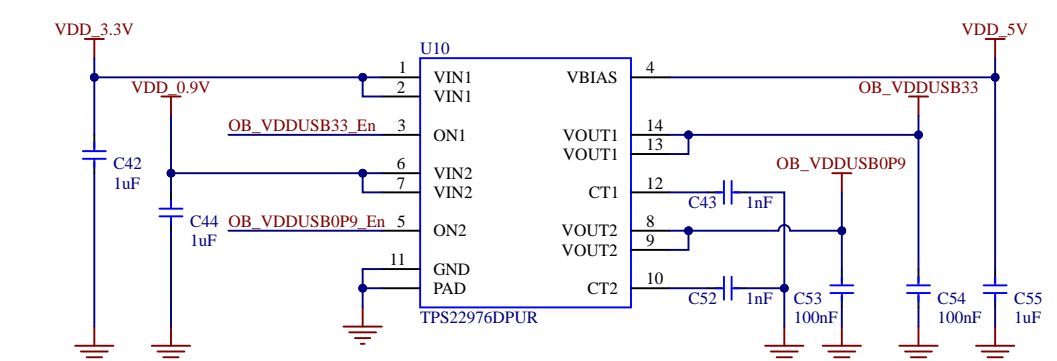 VDD_3.3V
VDD_5V
U10
1 VIN1 VBIAS 4
2 VIN1
VDD_0.9V
OB_VDDUSB33
OB_VDDUSB33_En 3 ON1 VOUT1 14
VOUT1 13
C42
1uF
OB_VDDUSB0P9
6 VIN2
7 VIN2 CT1 12
C43 1nF
C44
1uF
OB_VDDUSB0P9_En 5 ON2 VOUT2 8
VOUT2 9
11 GND
PAD CT2 10
C52 1nF
C53
100nF
C54
100nF
C55
1uF
TPS22976DPUR